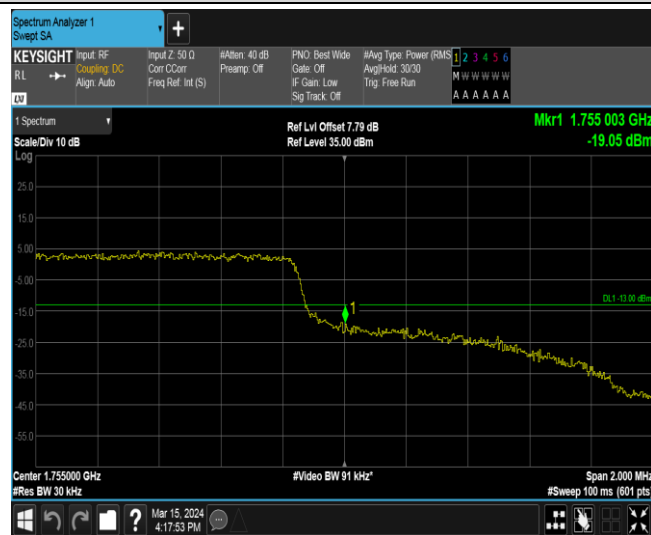 Spectrum Analyzer 1
Swept SA
KEYSIGHT
RL
LXI
Input: RF
Coupling: DC
Align: Auto
Input Z: 50 Ω
Corr CCorr
Freq Ref: Int (S)
#Atten: 40 dB
Preamp: Off
PNO: Best Wide
Gate: Off
IF Gain: Low
Sig Track: Off
#Avg Type: Power (RMS
Avg|Hold: 30/30
Trig: Free Run
1 2 3 4 5 6
M W W W W W
A A A A A A
1 Spectrum
Scale/Div 10 dB
Ref Lvl Offset 7.79 dB
Ref Level 35.00 dBm
Mkr1 1.755 003 GHz
-19.05 dBm
Log
25.0
15.0
5.00
-5.00
-15.0
-25.0
-35.0
-45.0
-55.0
1
DL1 -13.00 dBm
Center 1.755000 GHz
#Res BW 30 kHz
#Video BW 91 kHz*
Span 2.000 MHz
#Sweep 100 ms (601 pts)
?
Mar 15, 2024
4:17:53 PM